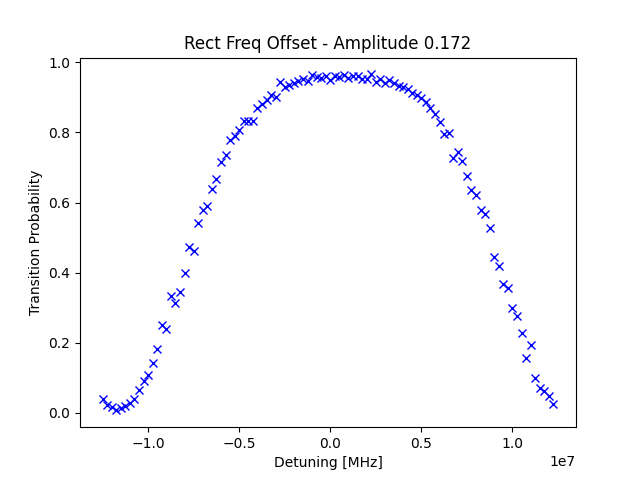 Rect Freq Offset - Amplitude 0.172
Transition Probability
1.0
0.8
0.6
0.4
0.2
0.0
−1.0 −0.5 0.0 0.5 1.0
1e7
Detuning [MHz]